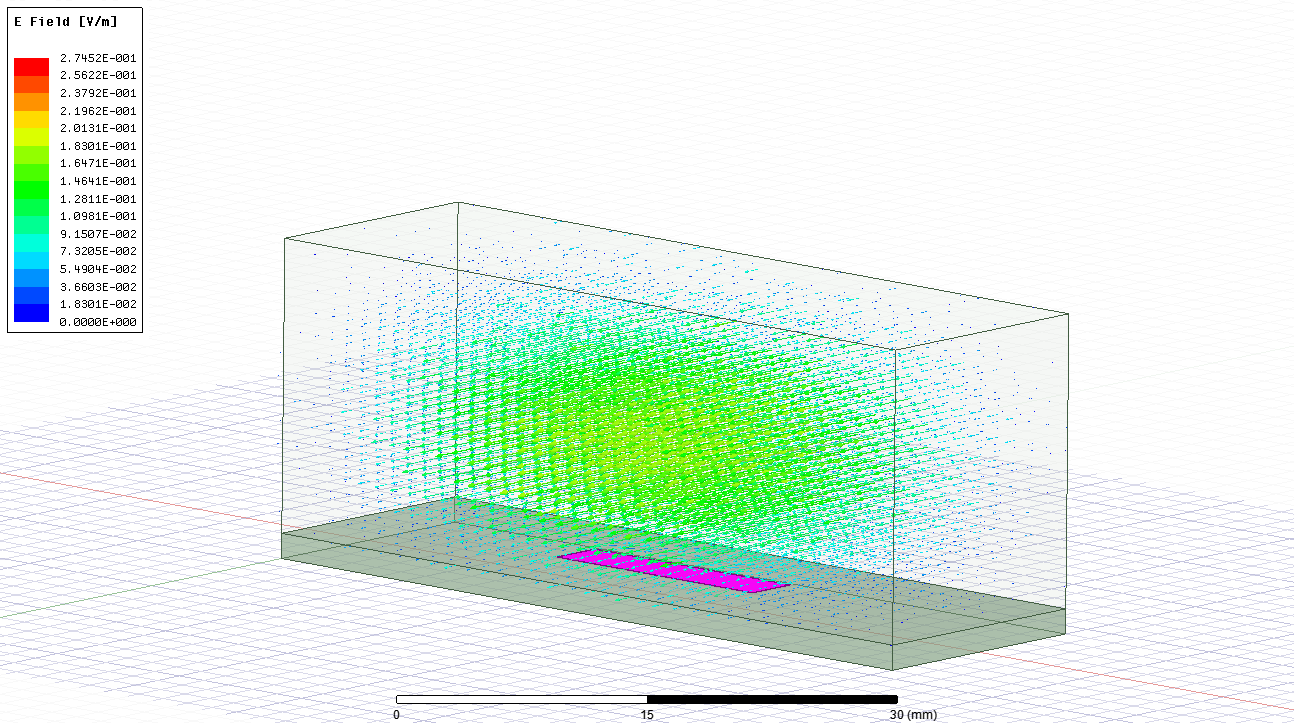 E Field [V/m]
2.7452E-001
2.5622E-001
2.3792E-001
2.1962E-001
2.0131E-001
1.8301E-001
1.6471E-001
1.4641E-001
1.2811E-001
1.0981E-001
9.1507E-002
7.3205E-002
5.4904E-002
3.6603E-002
1.8301E-002
0.0000E+000
0 15 30 (mm)